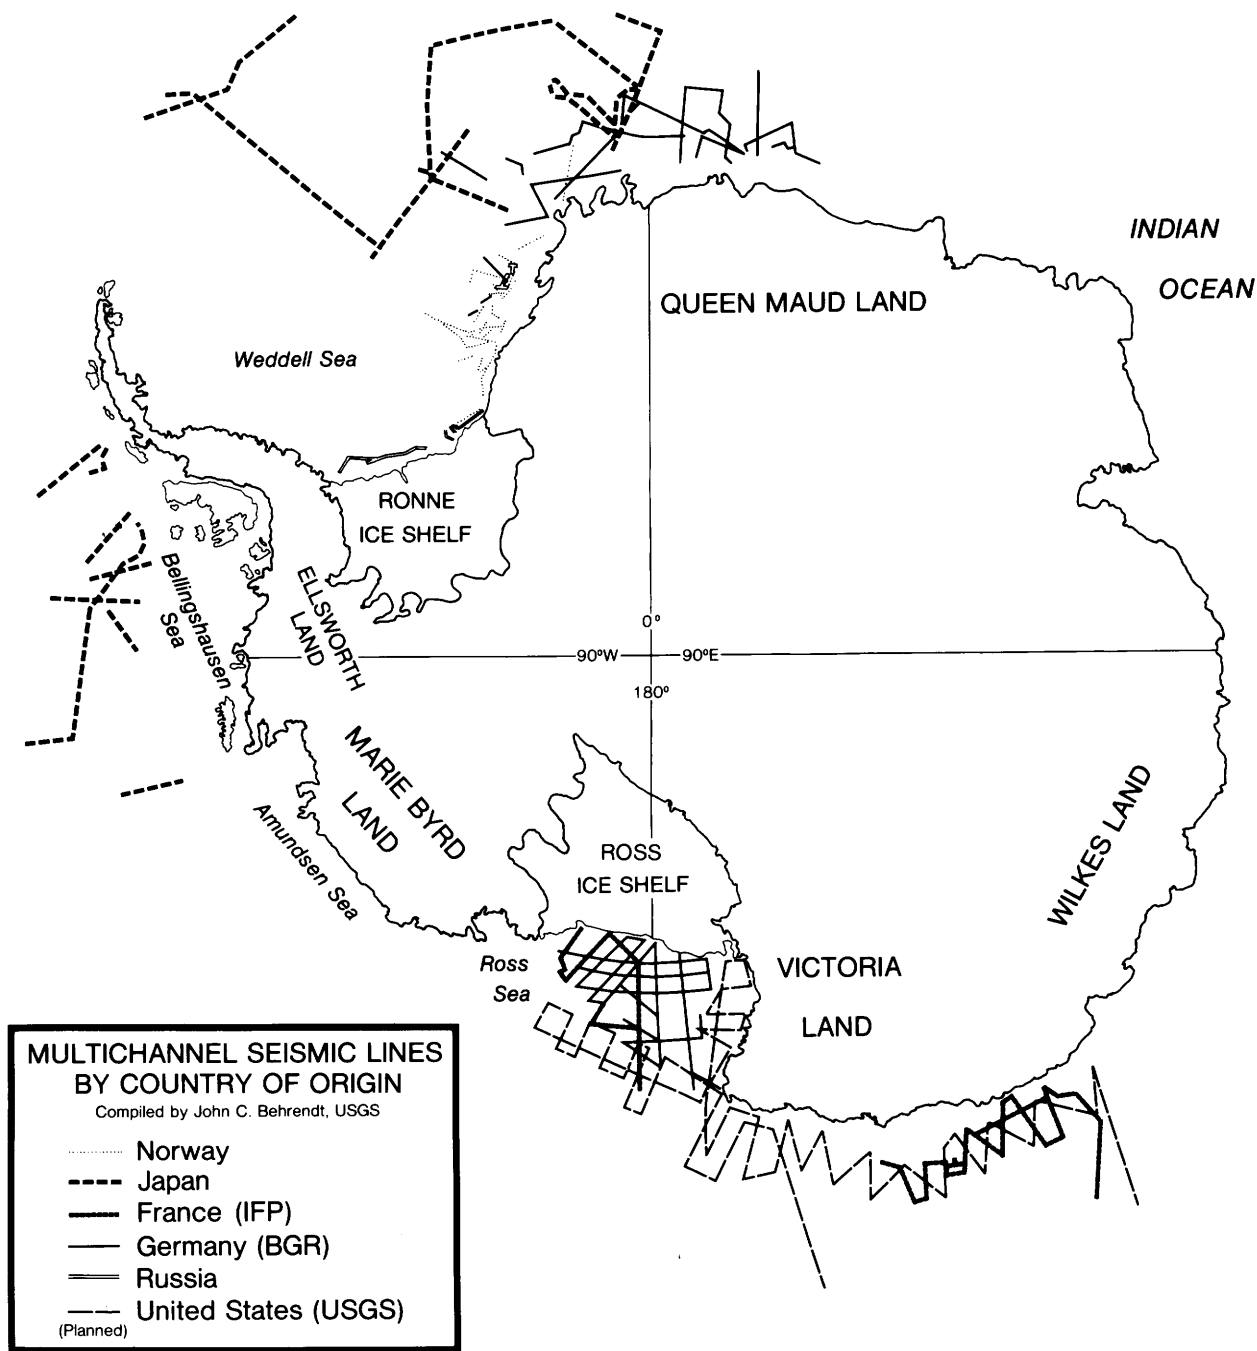 INDIAN
OCEAN
QUEEN MAUD LAND
Weddell Sea
RONNE
ICE SHELF
Bellingshausen
Sea
ELLSWORTH
LAND
0°
90°W
90°E
180°
MARIE BYRD
LAND
Amundsen Sea
ROSS
ICE SHELF
WILKES LAND
Ross
Sea
VICTORIA
LAND
MULTICHANNEL SEISMIC LINES
BY COUNTRY OF ORIGIN
Compiled by John C. Behrendt, USGS
Norway
Japan
France (IFP)
Germany (BGR)
Russia
United States (USGS)
(Planned)